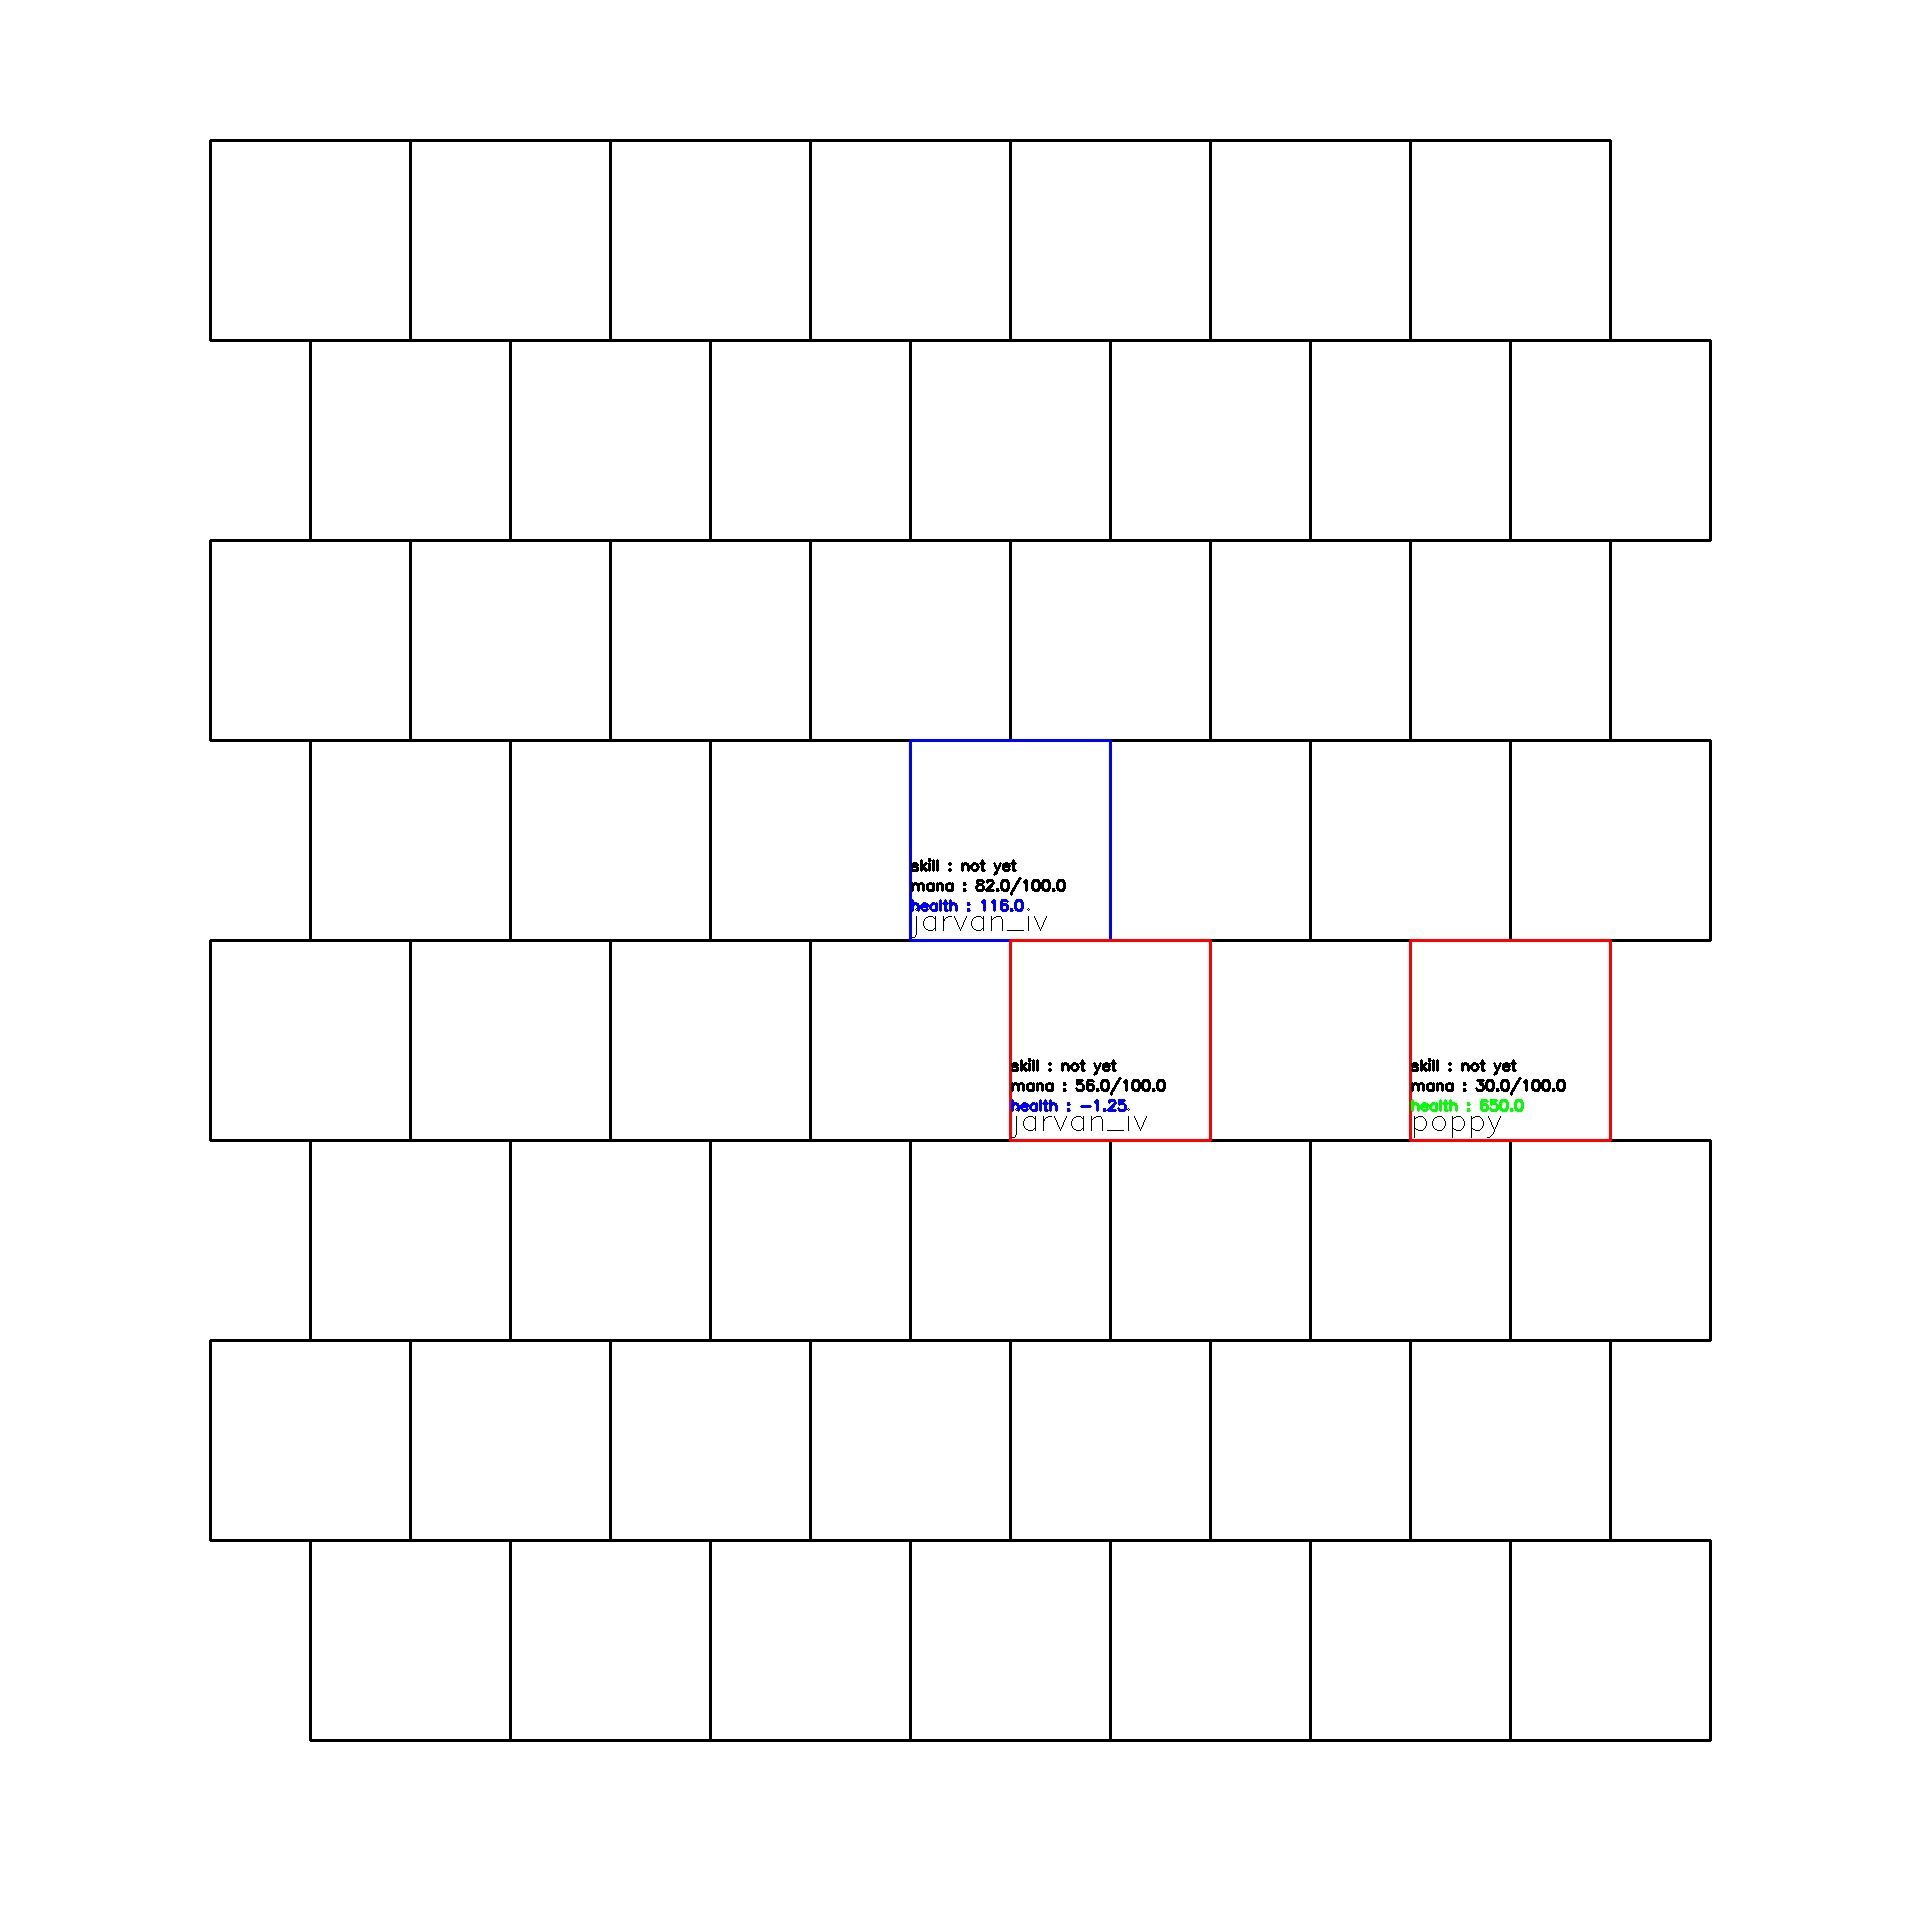 skill : not yet
mana : 82.0/100.0
health : 116.0
jarvan_iv
skill : not yet
mana : 56.0/100.0
health : -1.25
jarvan_iv
skill : not yet
mana : 30.0/100.0
health : 650.0
poppy